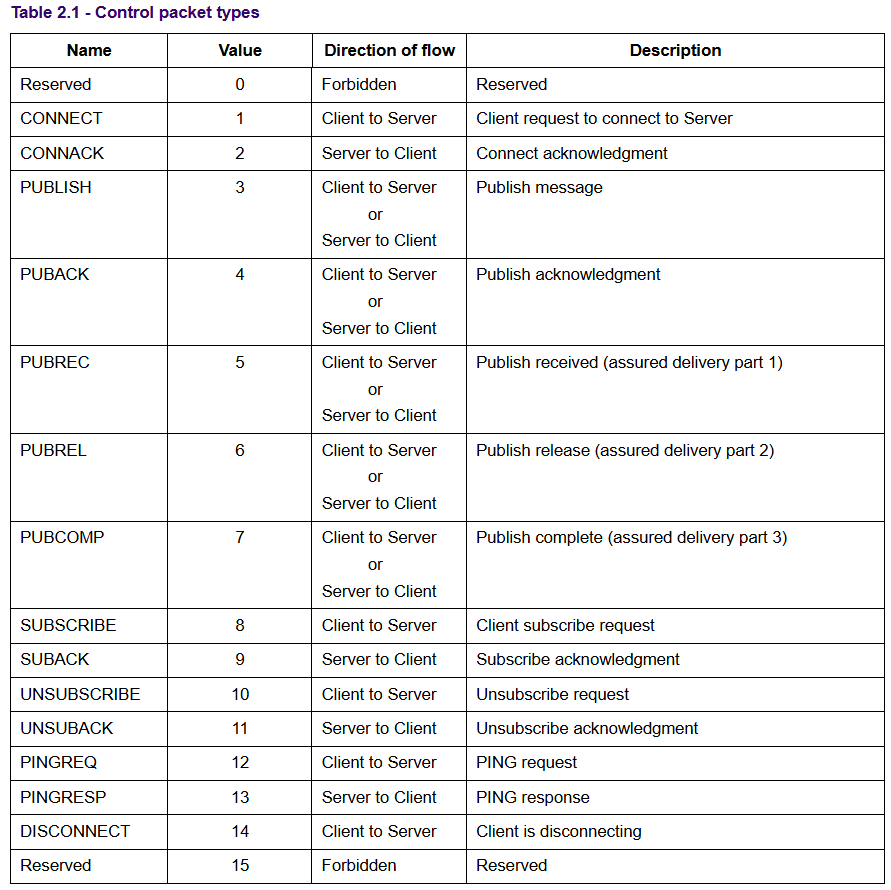 Table 2.1 - Control packet types
Name Value Direction of flow Description
Reserved 0 Forbidden Reserved
CONNECT 1 Client to Server Client request to connect to Server
CONNACK 2 Server to Client Connect acknowledgment
PUBLISH 3 Client to Server Publish message
or
Server to Client
PUBACK 4 Client to Server Publish acknowledgment
or
Server to Client
PUBREC 5 Client to Server Publish received (assured delivery part 1)
or
Server to Client
PUBREL 6 Client to Server Publish release (assured delivery part 2)
or
Server to Client
PUBCOMP 7 Client to Server Publish complete (assured delivery part 3)
or
Server to Client
SUBSCRIBE 8 Client to Server Client subscribe request
SUBACK 9 Server to Client Subscribe acknowledgment
UNSUBSCRIBE 10 Client to Server Unsubscribe request
UNSUBACK 11 Server to Client Unsubscribe acknowledgment
PINGREQ 12 Client to Server PING request
PINGRESP 13 Server to Client PING response
DISCONNECT 14 Client to Server Client is disconnecting
Reserved 15 Forbidden Reserved